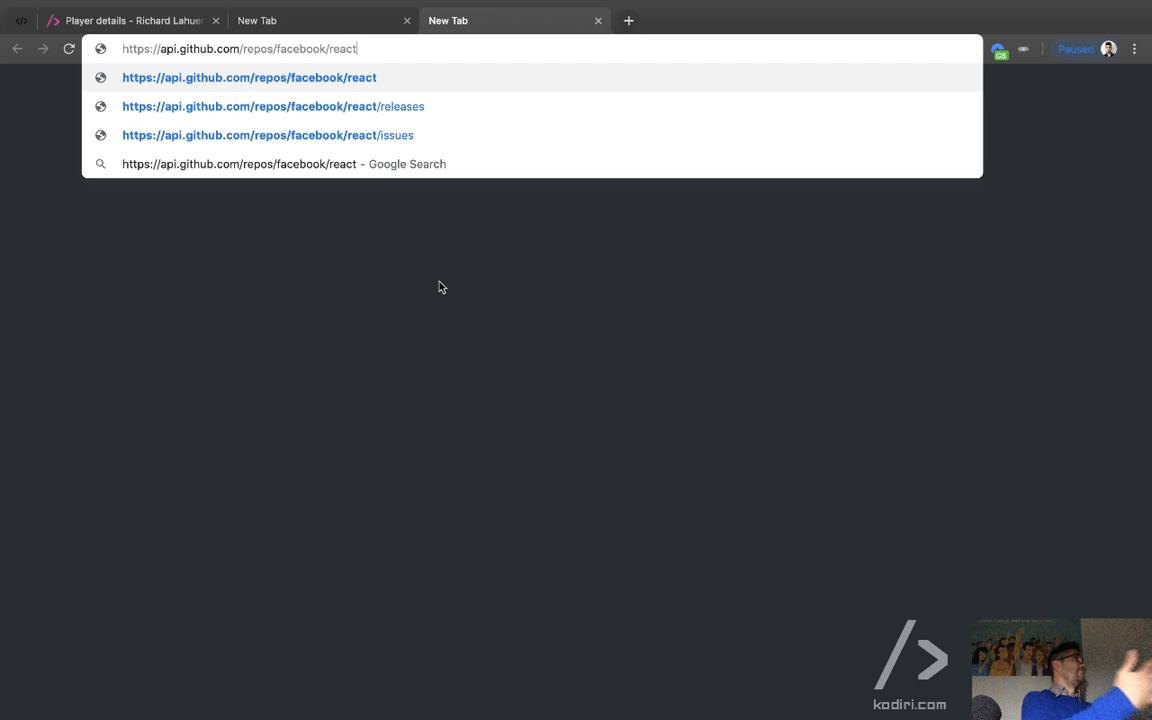 Player details - Richard Lahuer
New Tab
New Tab
https://api.github.com/repos/facebook/react
GB
Paused
https://api.github.com/repos/facebook/react
https://api.github.com/repos/facebook/react/releases
https://api.github.com/repos/facebook/react/issues
https://api.github.com/repos/facebook/react - Google Search
kodiri.com